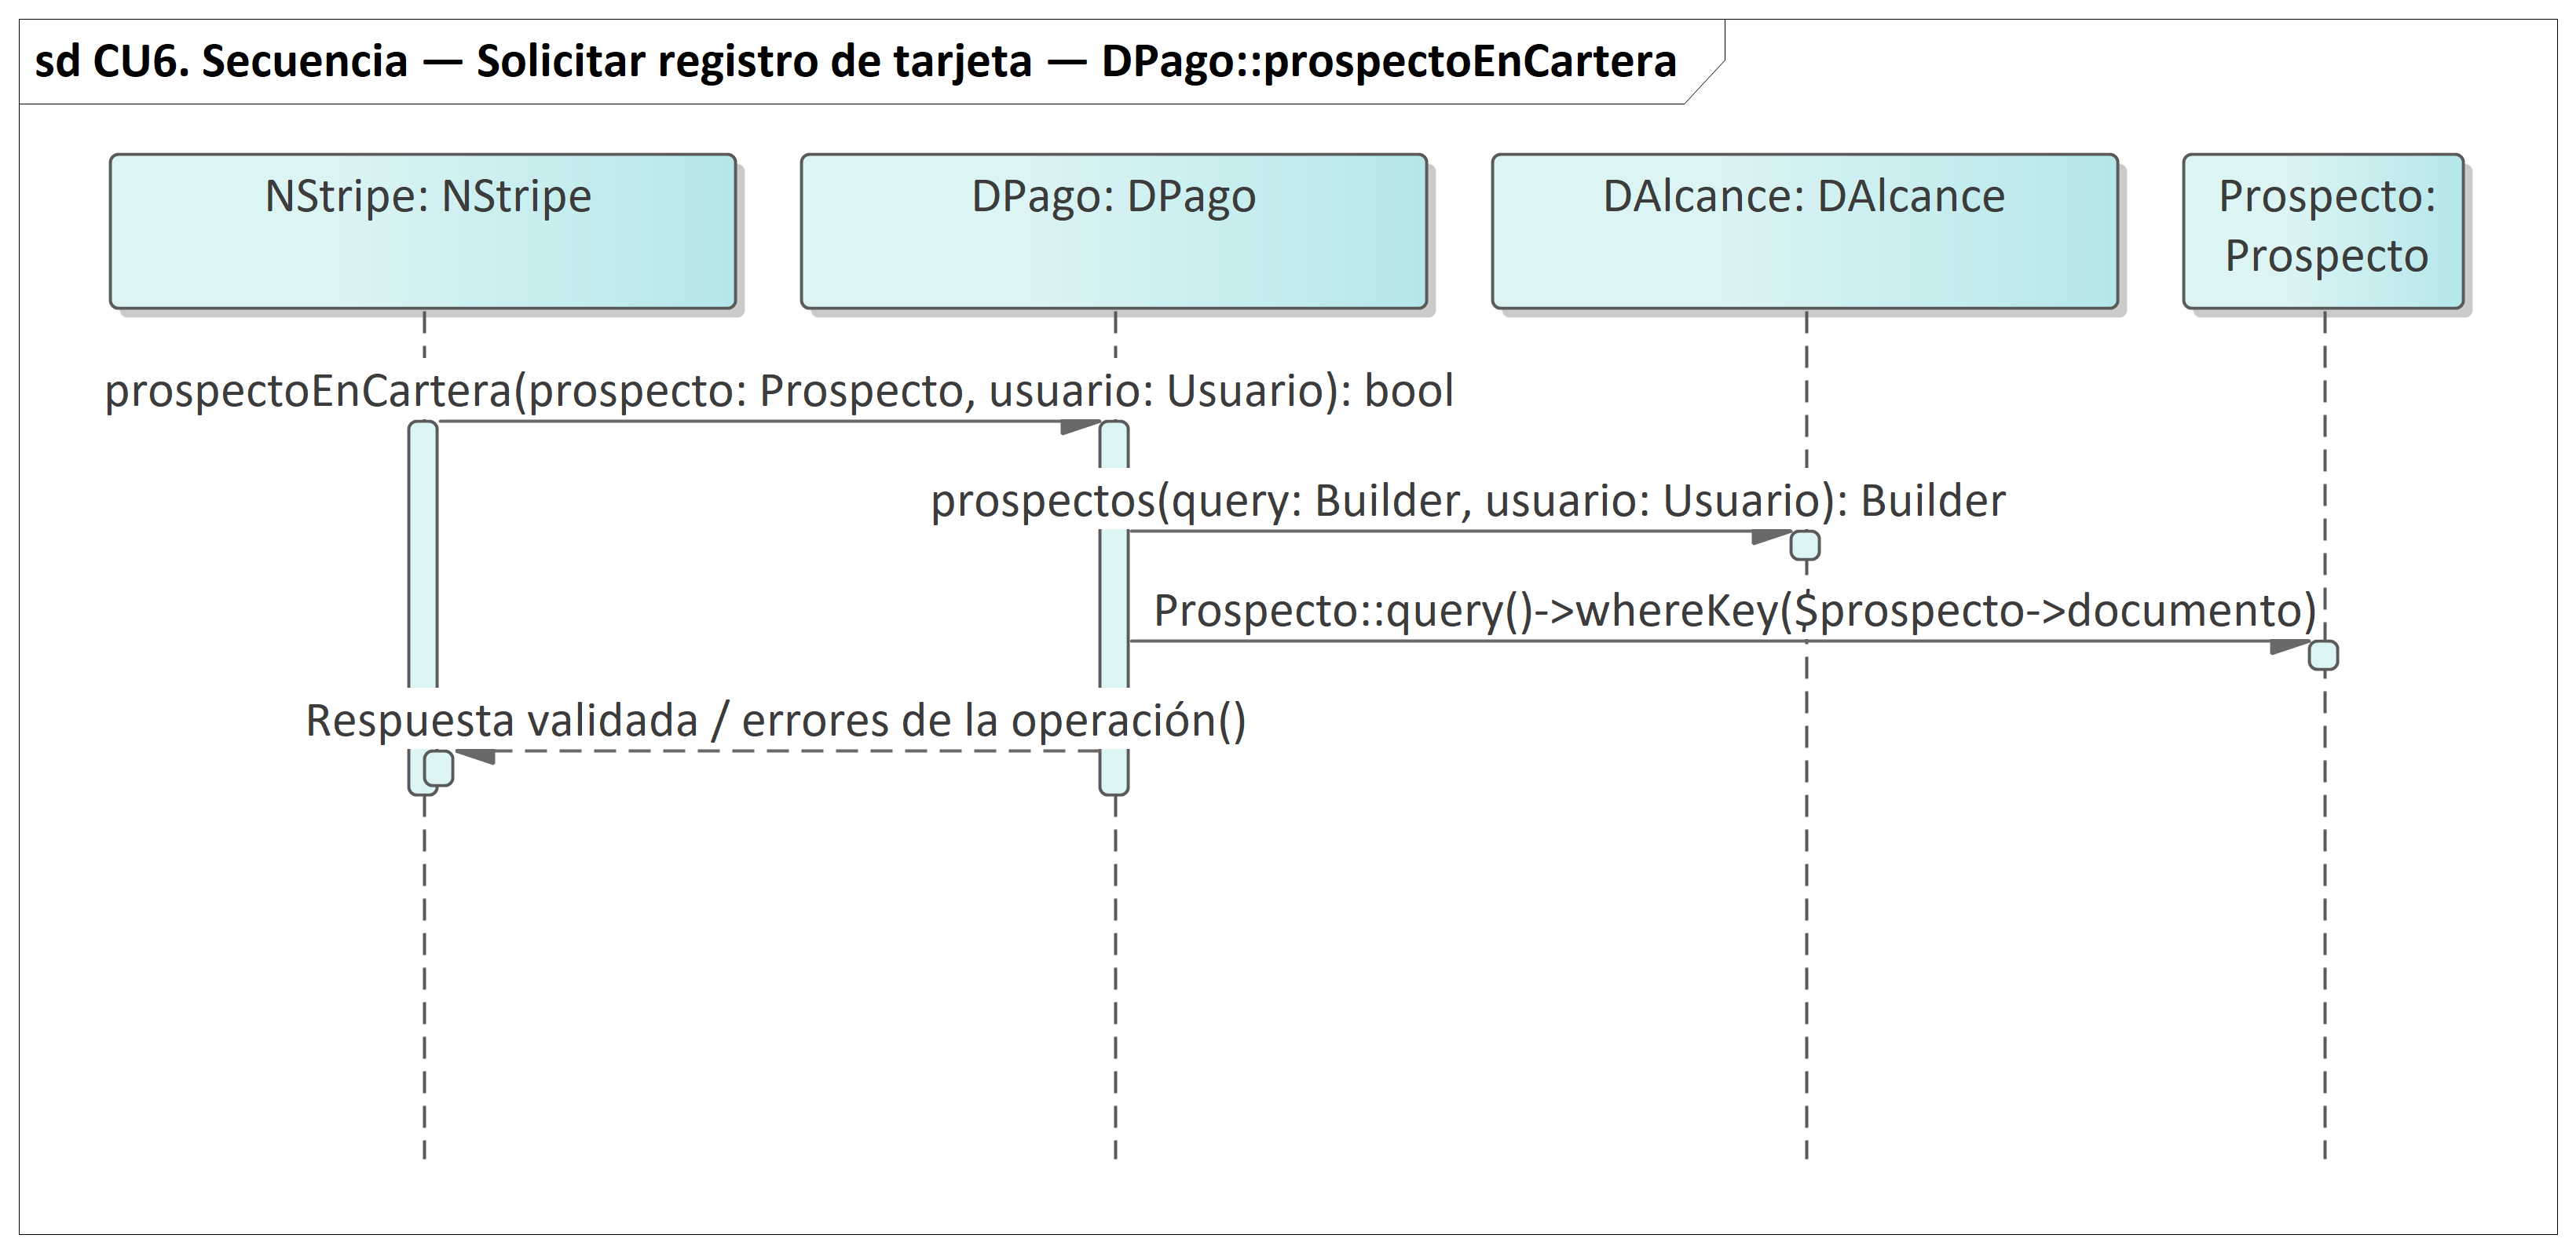 sd CU6. Secuencia — Solicitar registro de tarjeta — DPago::prospectoEnCartera
NStripe: NStripe
DPago: DPago
DAlcance: DAlcance
Prospecto:
Prospecto
prospectoEnCartera(prospecto: Prospecto, usuario: Usuario): bool
prospectos(query: Builder, usuario: Usuario): Builder
Prospecto::query()->whereKey($prospecto->documento)
Respuesta validada / errores de la operación()